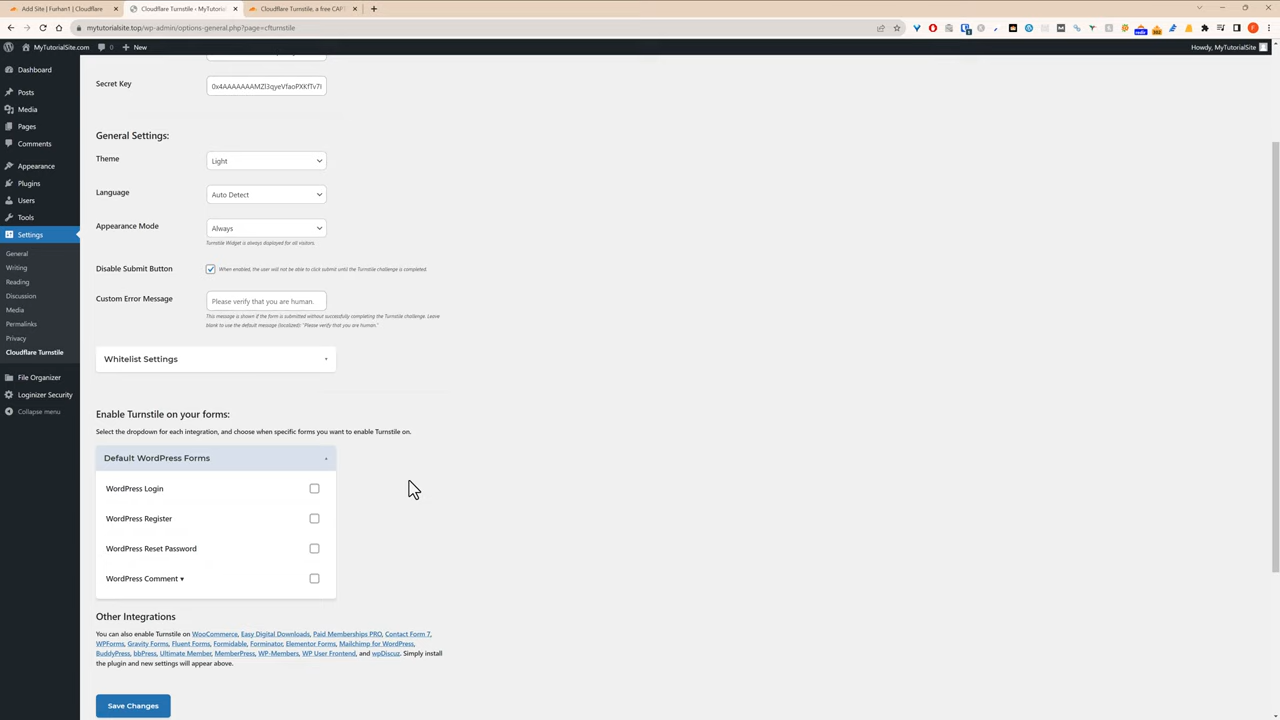 Add Site | Furhan1 | Cloudflare
Cloudflare Turnstile ‹ MyTutori
Cloudflare Turnstile, a free CAPT
mytutorialsite.top/wp-admin/options-general.php?page=cfturnstile
MyTutorialSite.com 0 New
Howdy, MyTutorialSite
Dashboard
Posts
Media
Pages
Comments
Appearance
Plugins
Users
Tools
Settings
General
Writing
Reading
Discussion
Media
Permalinks
Privacy
Cloudflare Turnstile
File Organizer
Loginizer Security
Collapse menu
Secret Key
General Settings:
Theme
Light
Language
Auto Detect
Appearance Mode
Always
Turnstile Widget is always displayed for all visitors.
Disable Submit Button
When enabled, the user will not be able to click submit until the Turnstile challenge is completed.
Custom Error Message
Please verify that you are human.
This message is shown if the form is submitted without successfully completing the Turnstile challenge. Leave
blank to use the default message (localized): "Please verify that you are human."
Whitelist Settings
Enable Turnstile on your forms:
Select the dropdown for each integration, and choose when specific forms you want to enable Turnstile on.
Default WordPress Forms
WordPress Login
WordPress Register
WordPress Reset Password
WordPress Comment ▾
Other Integrations
You can also enable Turnstile on WooCommerce, Easy Digital Downloads, Paid Memberships PRO, Contact Form 7,
WPForms, Gravity Forms, Fluent Forms, Formidable, Forminator, Elementor Forms, Mailchimp for WordPress,
BuddyPress, bbPress, Ultimate Member, MemberPress, WP-Members, WP User Frontend, and wpDiscuz. Simply install
the plugin and new settings will appear above.
Save Changes